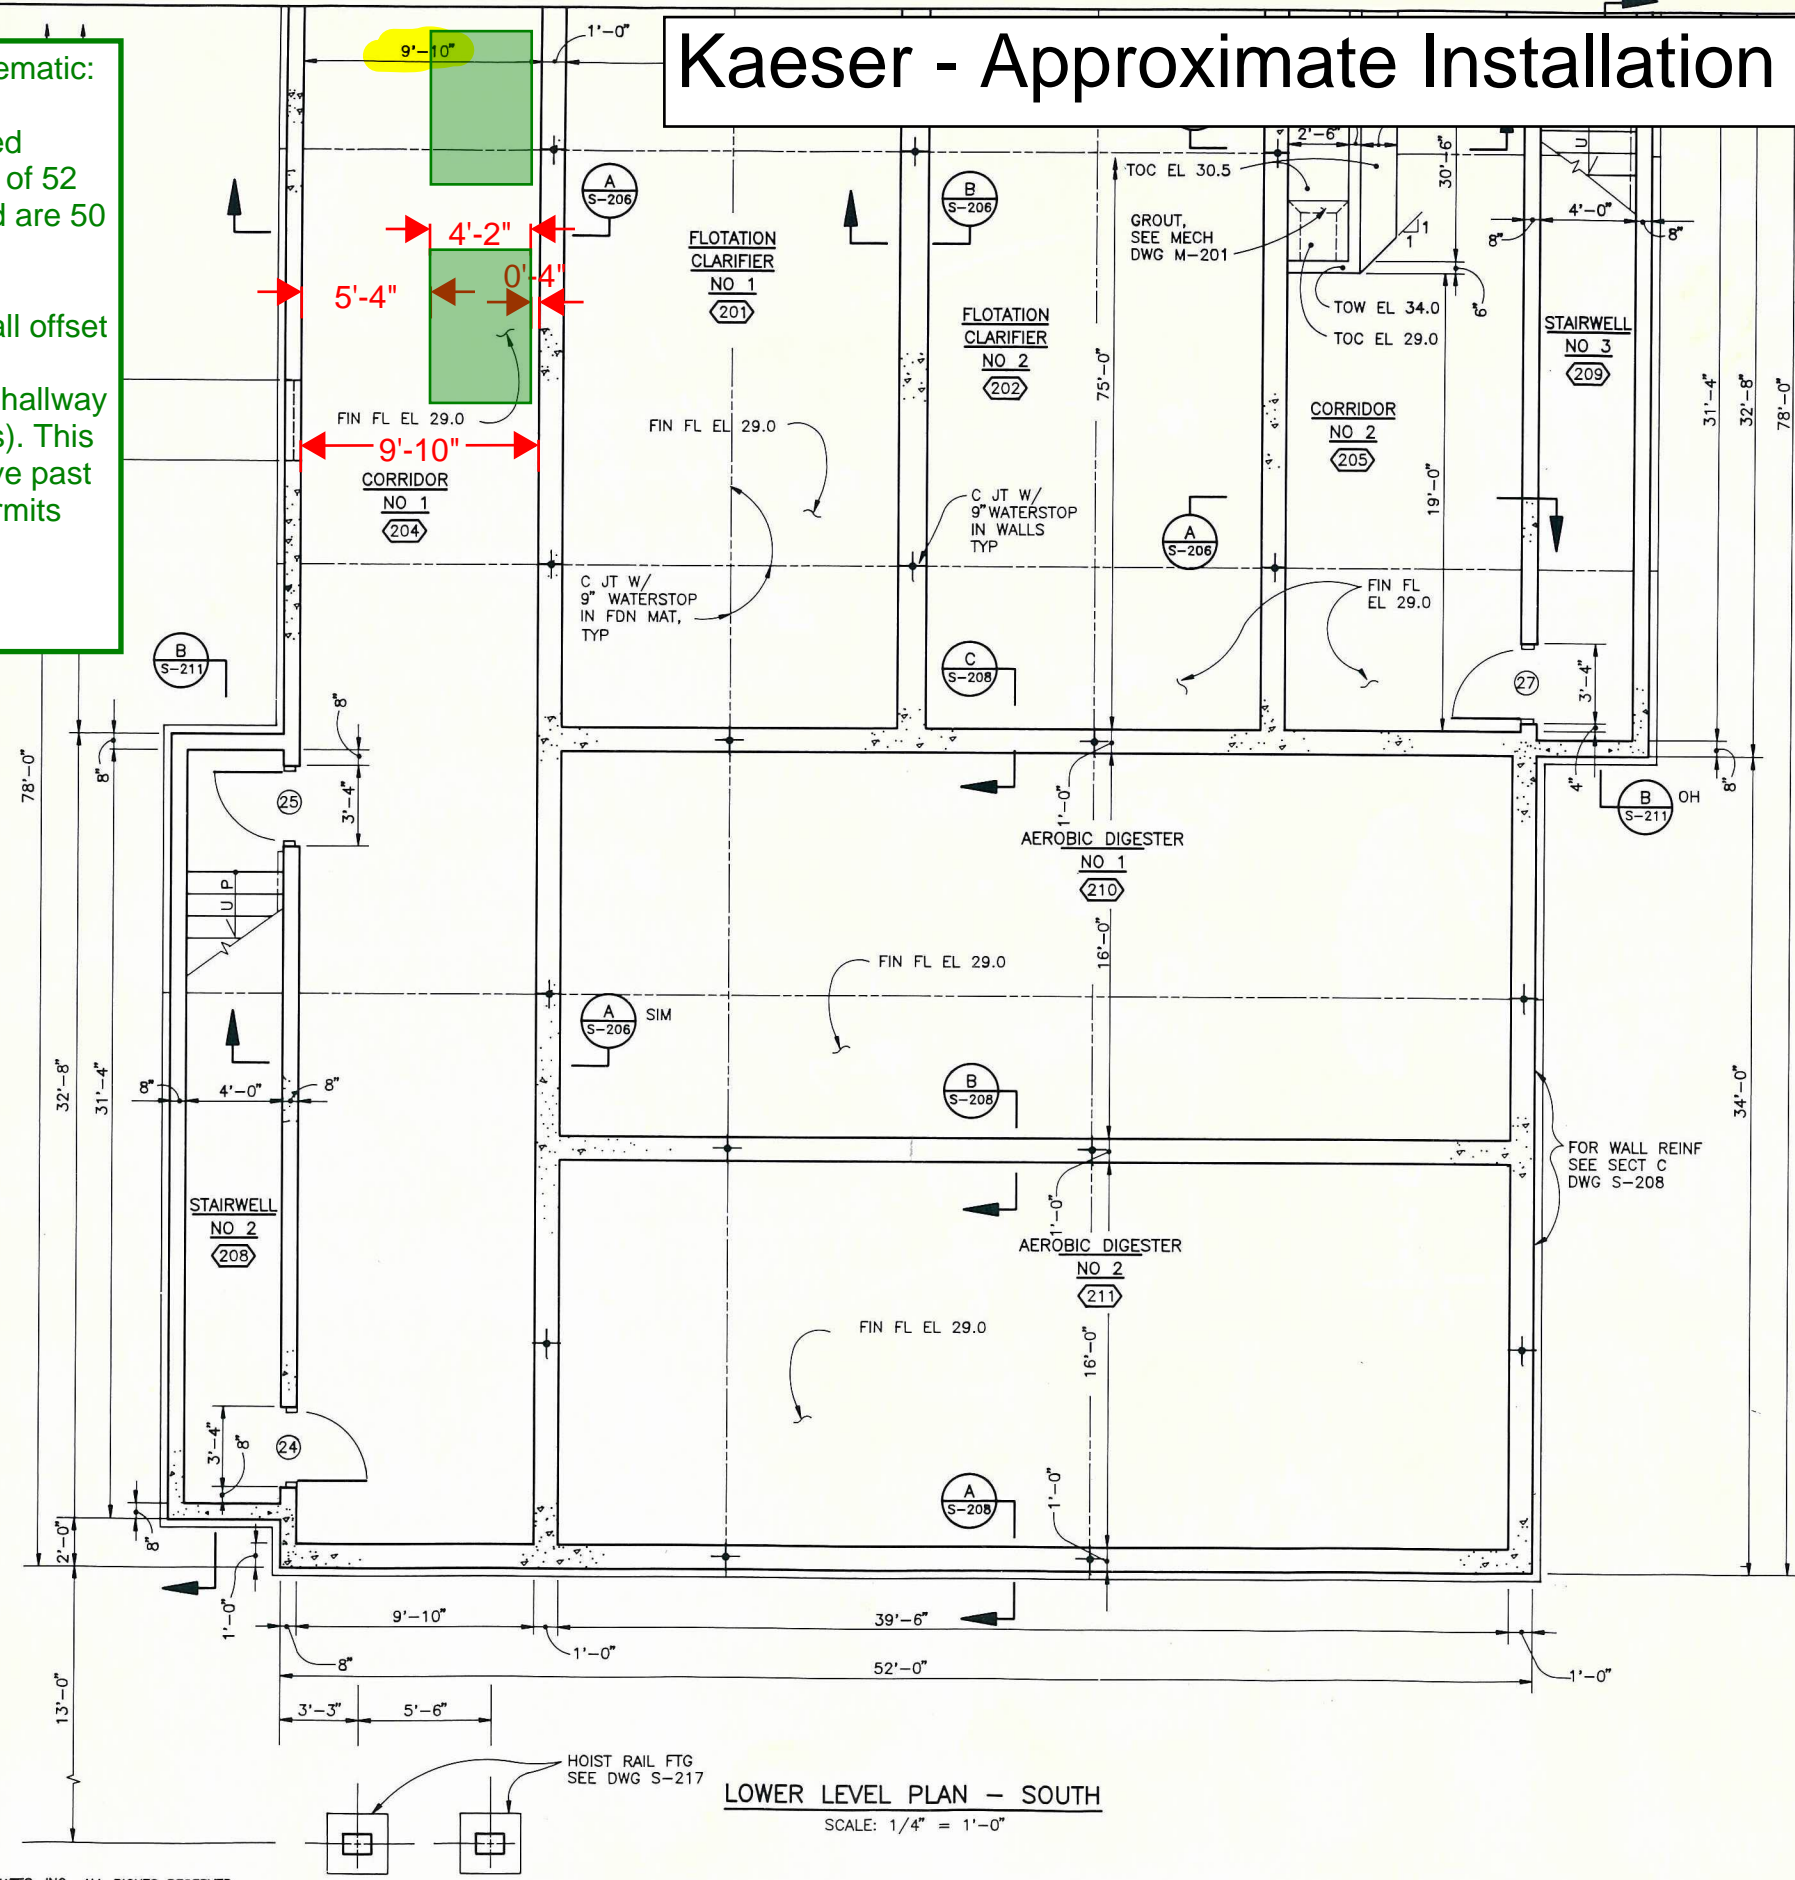 Kaeser - Approximate Installation
ematic:
ed
of 52
d are 50
all offset
hallway
s). This
ve past
rmits
9'-10"
1'-0"
4'-2"
5'-4"
0'-4"
9'-10"
FIN FL EL 29.0
CORRIDOR
NO 1
204
A
S-206
FLOTATION
CLARIFIER
NO 1
201
FIN FL EL 29.0
C JT W/
9" WATERSTOP
IN FDN MAT,
TYP
B
S-206
FLOTATION
CLARIFIER
NO 2
202
75'-0"
C JT W/
9" WATERSTOP
IN WALLS
TYP
A
S-206
C
S-208
TOC EL 30.5
2'-6"
GROUT,
SEE MECH
DWG M-201
1
1
30'-6"
6"
TOW EL 34.0
TOC EL 29.0
CORRIDOR
NO 2
205
19'-0"
FIN FL
EL 29.0
U
4'-0"
8"
8"
STAIRWELL
NO 3
209
31'-4"
32'-8"
78'-0"
27
3'-4"
4"
8"
B
S-211
OH
B
S-211
78'-0"
8"
8"
25
3'-4"
UP
32'-8"
31'-4"
8"
4'-0"
8"
STAIRWELL
NO 2
208
1'-0"
AEROBIC DIGESTER
NO 1
210
16'-0"
FIN FL EL 29.0
A
S-206
SIM
B
S-208
1'-0"
AEROBIC DIGESTER
NO 2
211
16'-0"
FIN FL EL 29.0
34'-0"
FOR WALL REINF
SEE SECT C
DWG S-208
3'-4"
8"
24
A
S-208
1'-0"
2'-0"
8"
1'-0"
9'-10"
39'-6"
8"
1'-0"
1'-0"
52'-0"
13'-0"
3'-3"
5'-6"
HOIST RAIL FTG
SEE DWG S-217
LOWER LEVEL PLAN - SOUTH
SCALE: 1/4" = 1'-0"